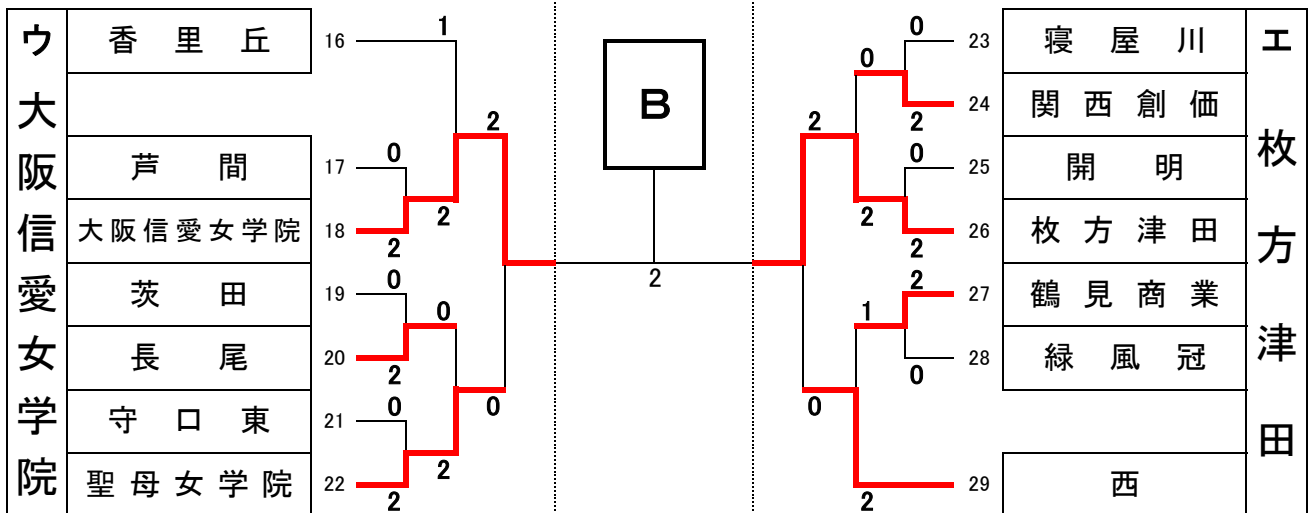 ウ 大阪信愛女学院
香里丘 16
芦間 17
大阪信愛女学院 18
茨田 19
長尾 20
守口東 21
聖母女学院 22
1
0
2
2
2
0
0
2
0
0
2
2
B
2
エ 枚方津田
23 寝屋川
24 関西創価
25 開明
26 枚方津田
27 鶴見商業
28 緑風冠
29 西
0
0
2
2
0
2
2
2
1
0
0
2